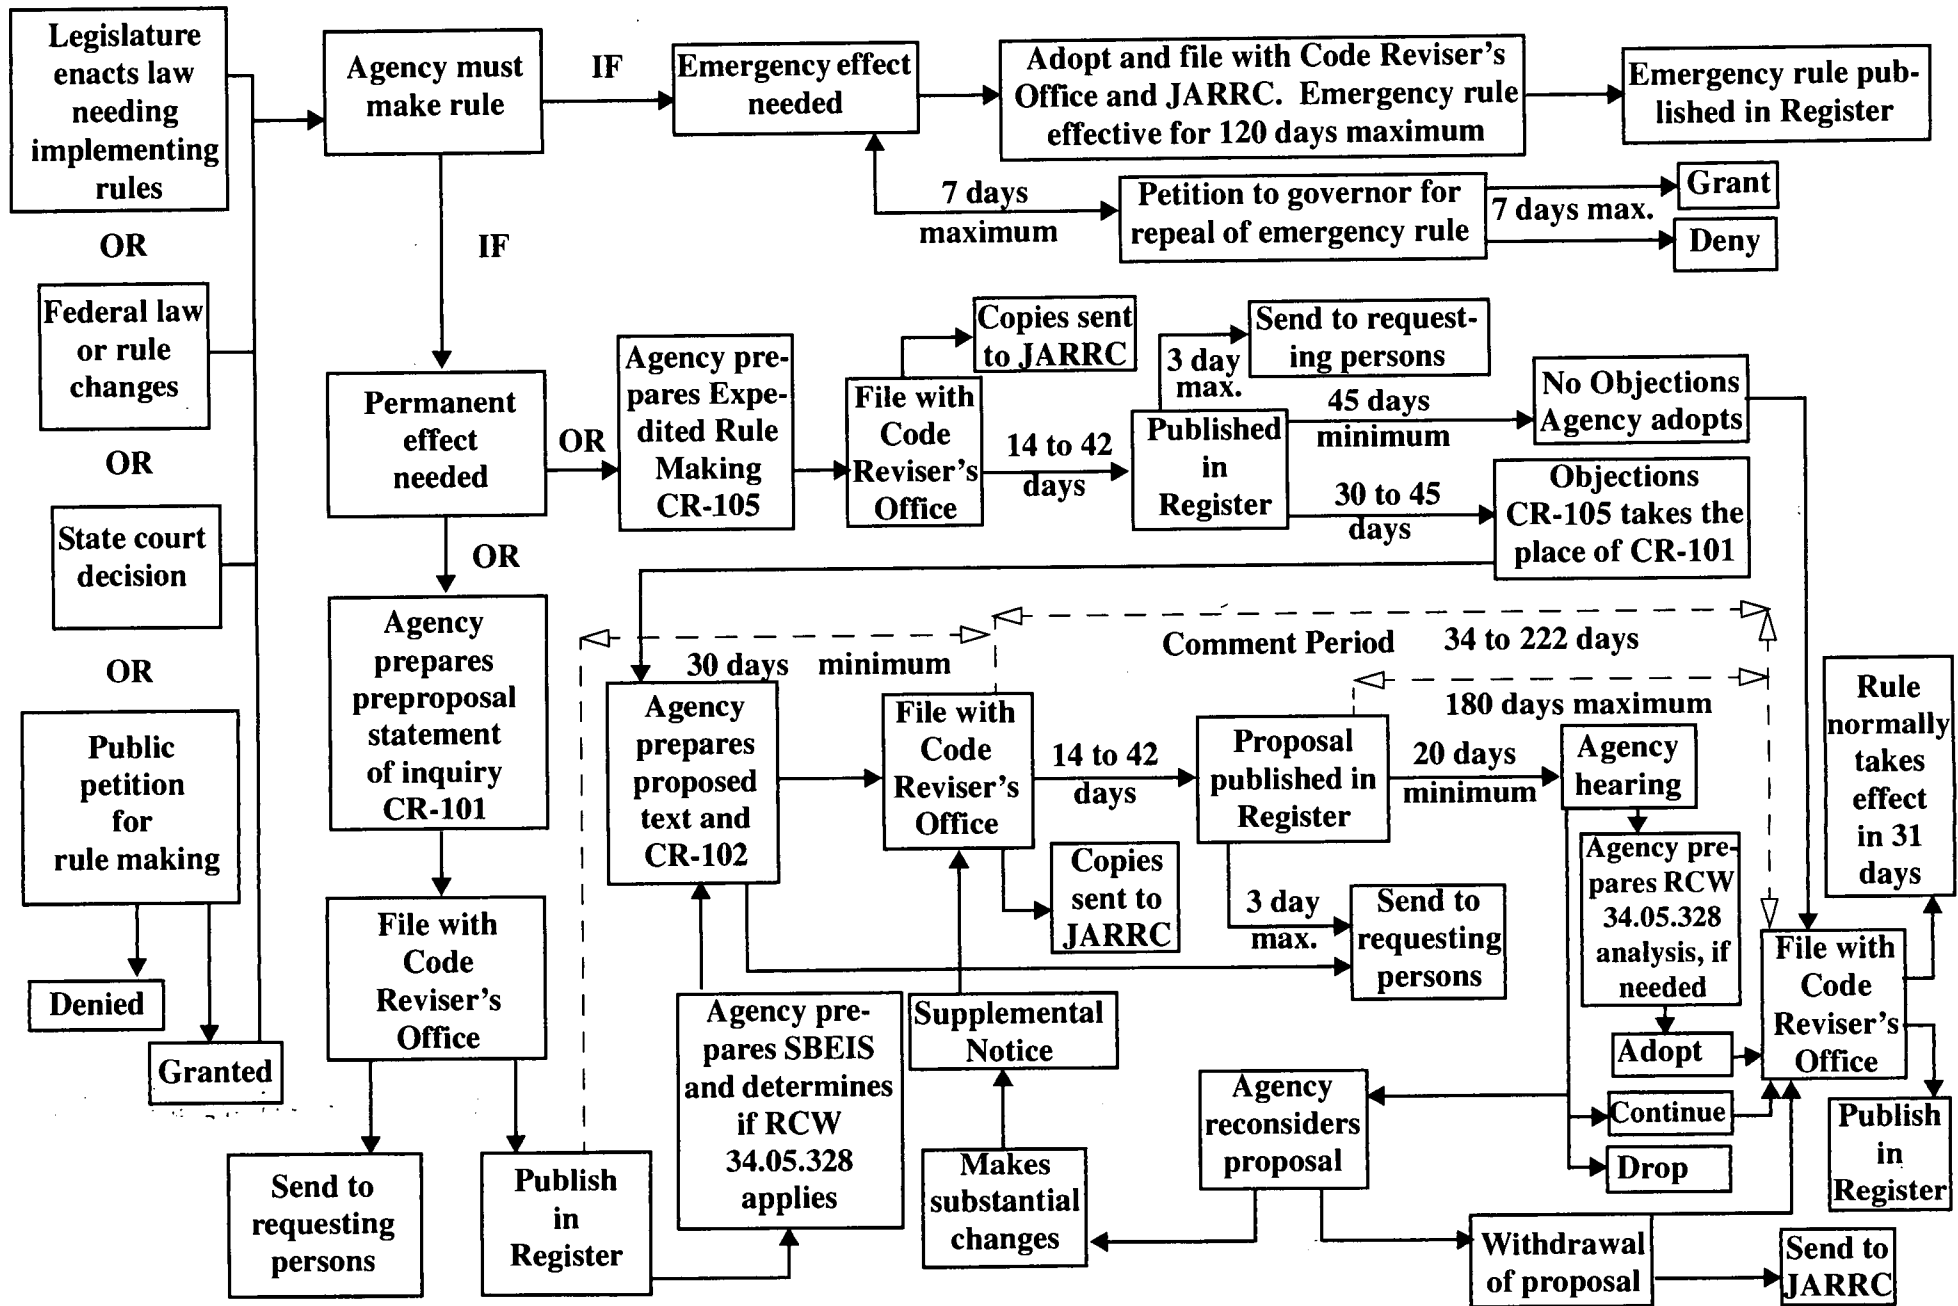 Legislature
enacts law
needing
implementing
rules
OR
Federal law
or rule
changes
OR
State court
decision
OR
Public
petition
for
rule making
Denied
Granted
Agency must
make rule
IF
Emergency effect
needed
Adopt and file with Code Reviser's
Office and JARRC. Emergency rule
effective for 120 days maximum
Emergency rule pub-
lished in Register
7 days
maximum
Petition to governor for
repeal of emergency rule
7 days max.
Grant
Deny
IF
Permanent
effect
needed
OR
Agency pre-
pares Expe-
dited Rule
Making
CR-105
File with
Code
Reviser's
Office
Copies sent
to JARRC
14 to 42
days
Published
in
Register
3 day
max.
Send to request-
ing persons
45 days
minimum
No Objections
Agency adopts
30 to 45
days
Objections
CR-105 takes the
place of CR-101
OR
Agency
prepares
preproposal
statement
of inquiry
CR-101
File with
Code
Reviser's
Office
Send to
requesting
persons
Publish
in
Register
30 days minimum
Agency
prepares
proposed
text and
CR-102
Agency pre-
pares SBEIS
and determines
if RCW
34.05.328
applies
File with
Code
Reviser's
Office
Copies
sent to
JARRC
Supplemental
Notice
Makes
substantial
changes
Comment Period 34 to 222 days
180 days maximum
14 to 42
days
Proposal
published in
Register
3 day
max.
Send to
requesting
persons
20 days
minimum
Agency
hearing
Agency pre-
pares RCW
34.05.328
analysis, if
needed
Adopt
Continue
Drop
Agency
reconsiders
proposal
Withdrawal
of proposal
Send to
JARRC
File with
Code
Reviser's
Office
Rule
normally
takes
effect
in 31
days
Publish
in
Register